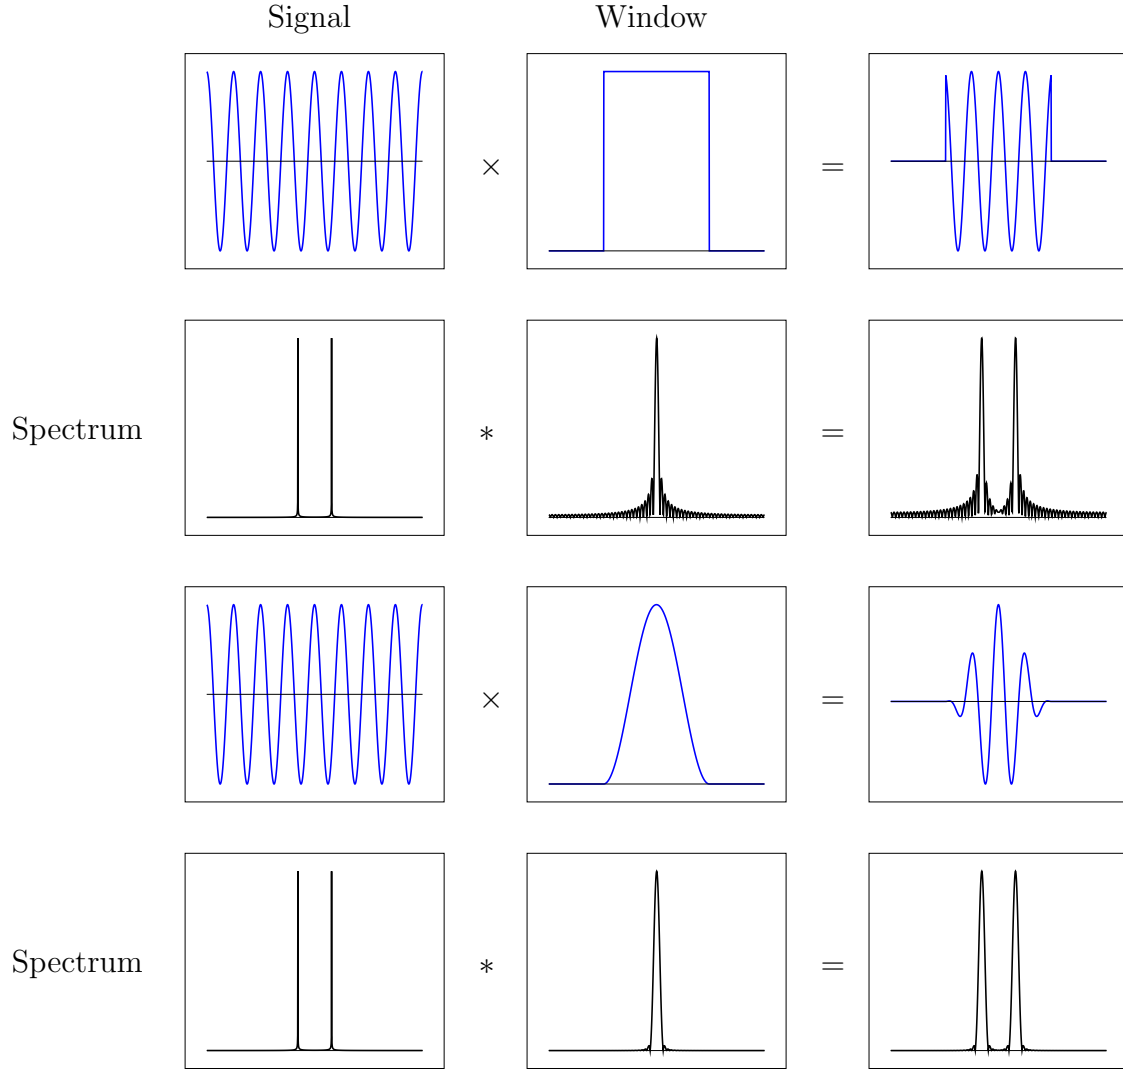 Signal Window
× =
Spectrum * =
× =
Spectrum * =